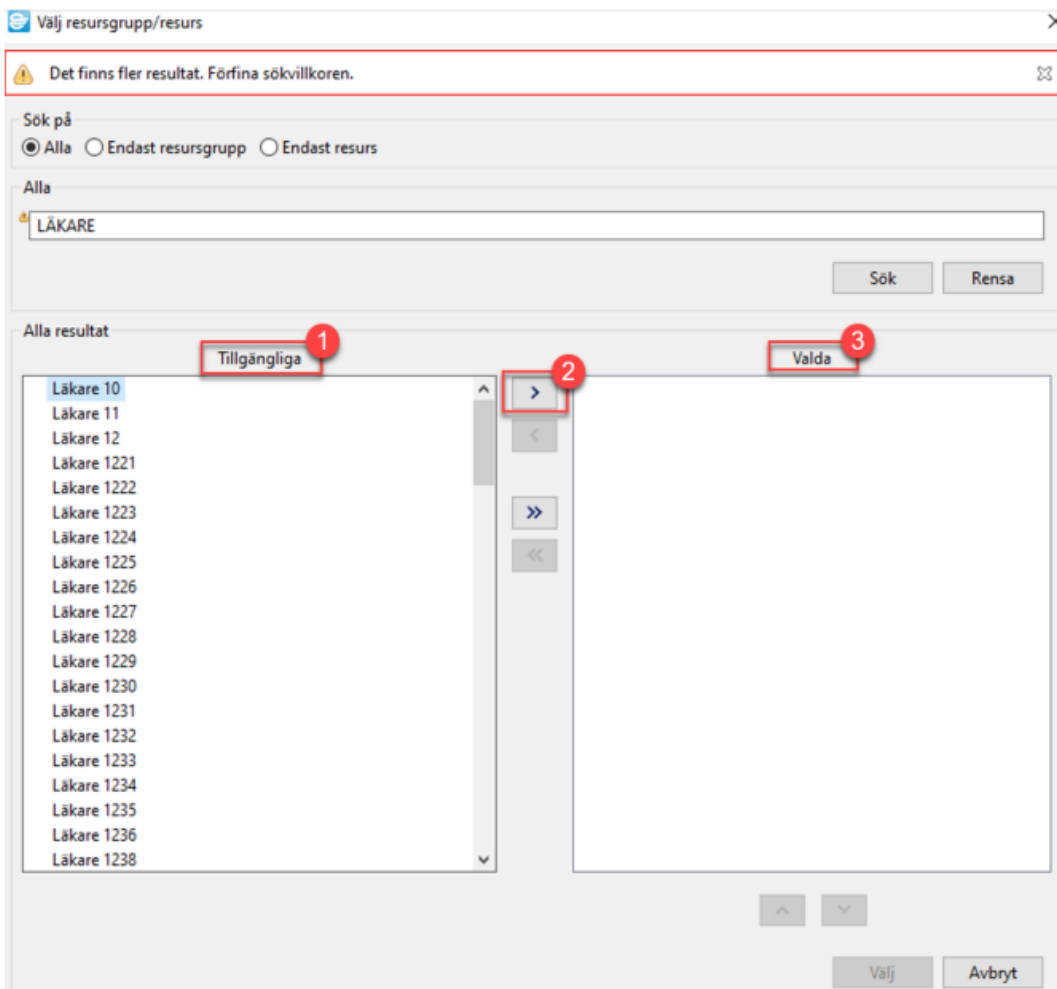 Välj resursgrupp/resurs
Det finns fler resultat. Förfina sökvillkoren.
Sök på
Alla Endast resursgrupp Endast resurs
Alla
LÄKARE
Sök Rensa
Alla resultat
1
Tillgängliga
2
3
Valda
Läkare 10
Läkare 11
Läkare 12
Läkare 1221
Läkare 1222
Läkare 1223
Läkare 1224
Läkare 1225
Läkare 1226
Läkare 1227
Läkare 1228
Läkare 1229
Läkare 1230
Läkare 1231
Läkare 1232
Läkare 1233
Läkare 1234
Läkare 1235
Läkare 1236
Läkare 1238
Välj Avbryt